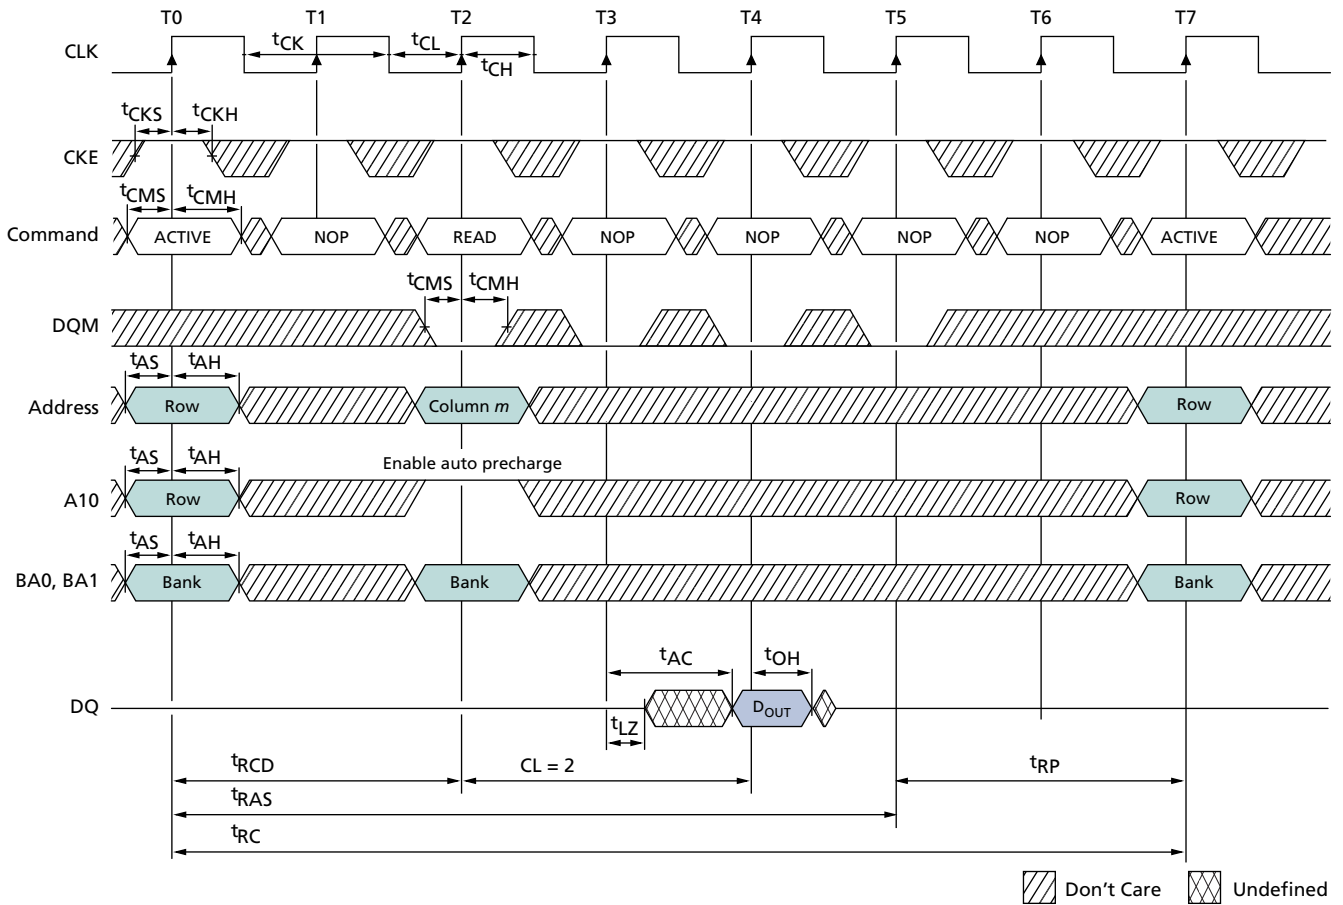 T0 T1 T2 T3 T4 T5 T6 T7
CLK tCK tCL
tCH
tCKS tCKH
CKE
tCMS tCMH
Command ACTIVE NOP READ NOP NOP NOP NOP ACTIVE
tCMS tCMH
DQM
tAS tAH
Address Row Column m Row
tAS tAH Enable auto precharge
A10 Row Row
tAS tAH
BA0, BA1 Bank Bank Bank
tAC tOH
DQ DOUT
tLZ
tRCD CL = 2 tRP
tRAS
tRC
Don't Care Undefined